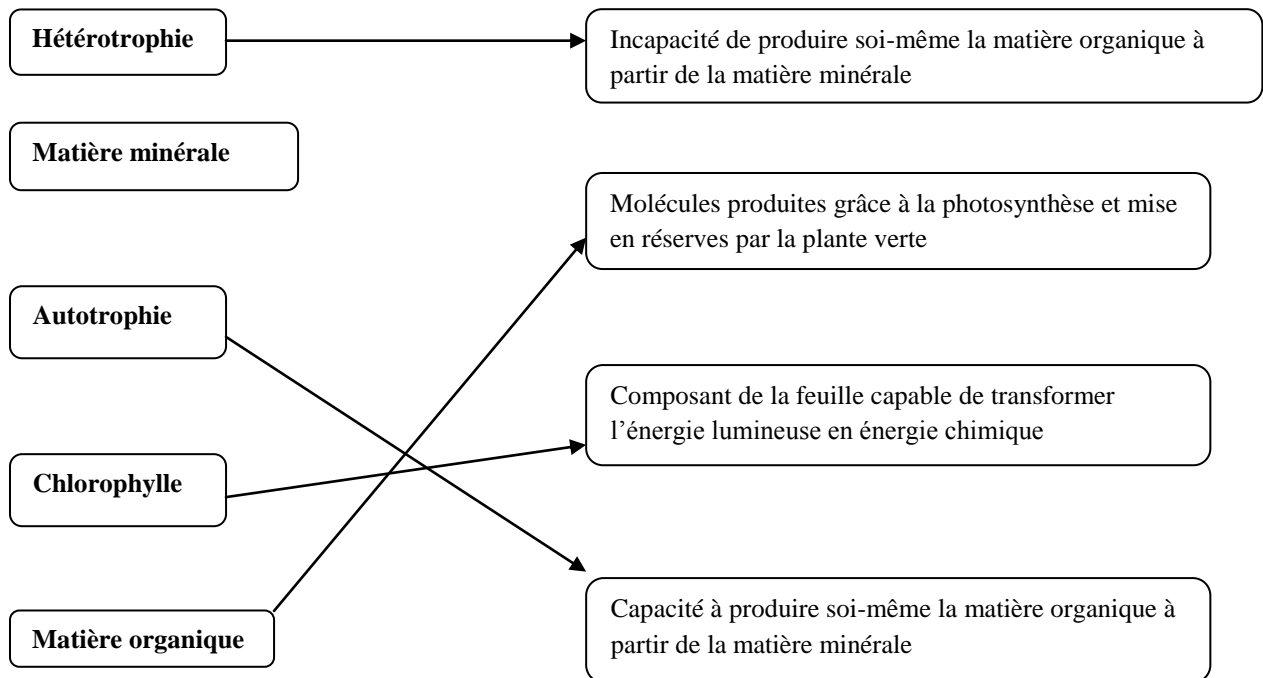 Hétérotrophie
Incapacité de produire soi-même la matière organique à
partir de la matière minérale
Matière minérale
Molécules produites grâce à la photosynthèse et mise
en réserves par la plante verte
Autotrophie
Composant de la feuille capable de transformer
l’énergie lumineuse en énergie chimique
Chlorophylle
Capacité à produire soi-même la matière organique à
partir de la matière minérale
Matière organique